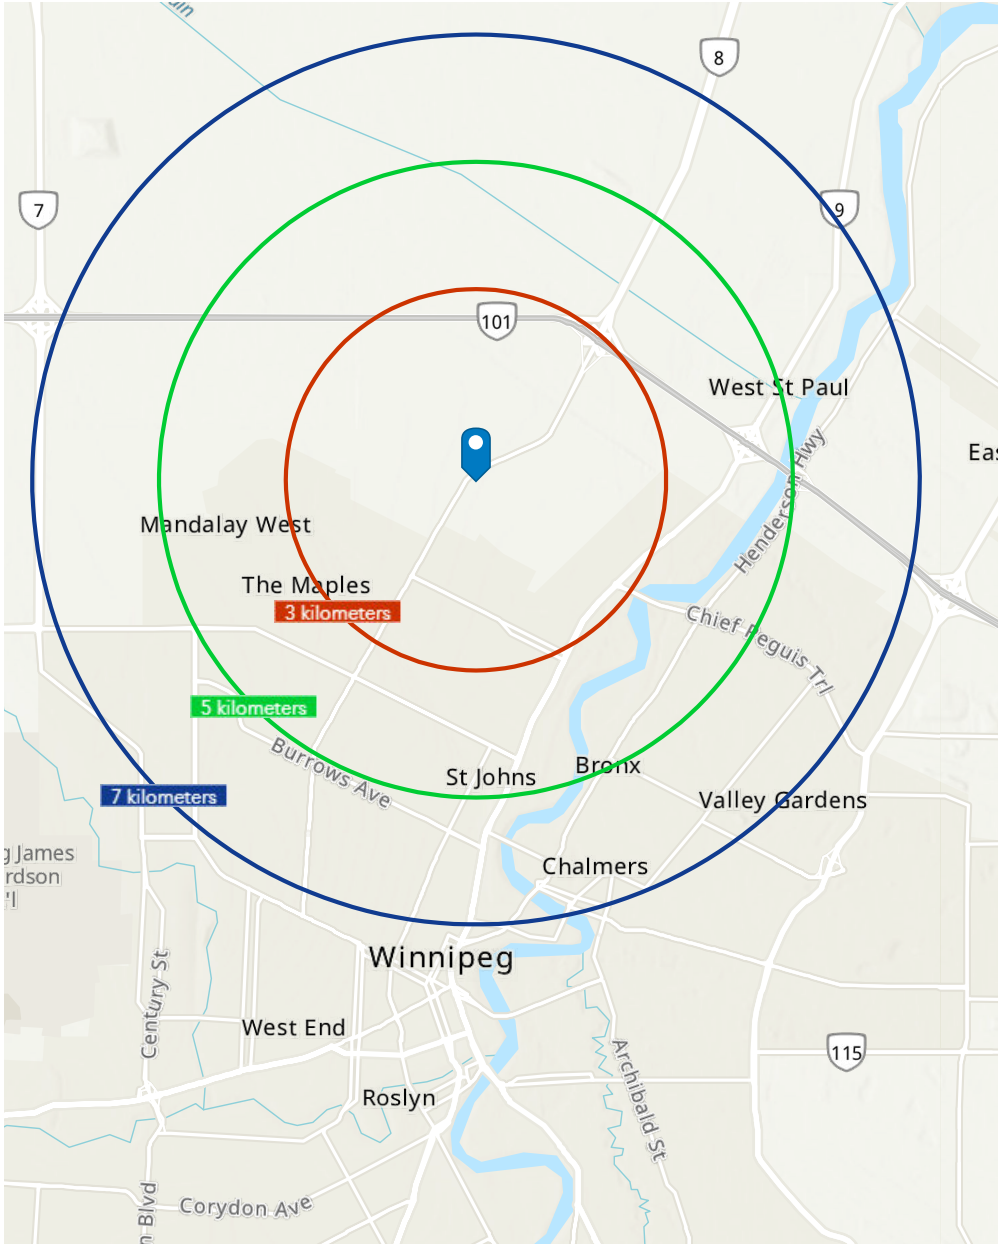 8
7
9
101
West St Paul
Henderson Hwy
Mandalay West
The Maples
3 kilometers
Chief Peguis Trl
5 kilometers
Burrows Ave
St Johns
Bronx
7 kilometers
Valley Gardens
James
Chalmers
Winnipeg
Century St
West End
115
Archibald St
Roslyn
Corydon Ave
Blvd